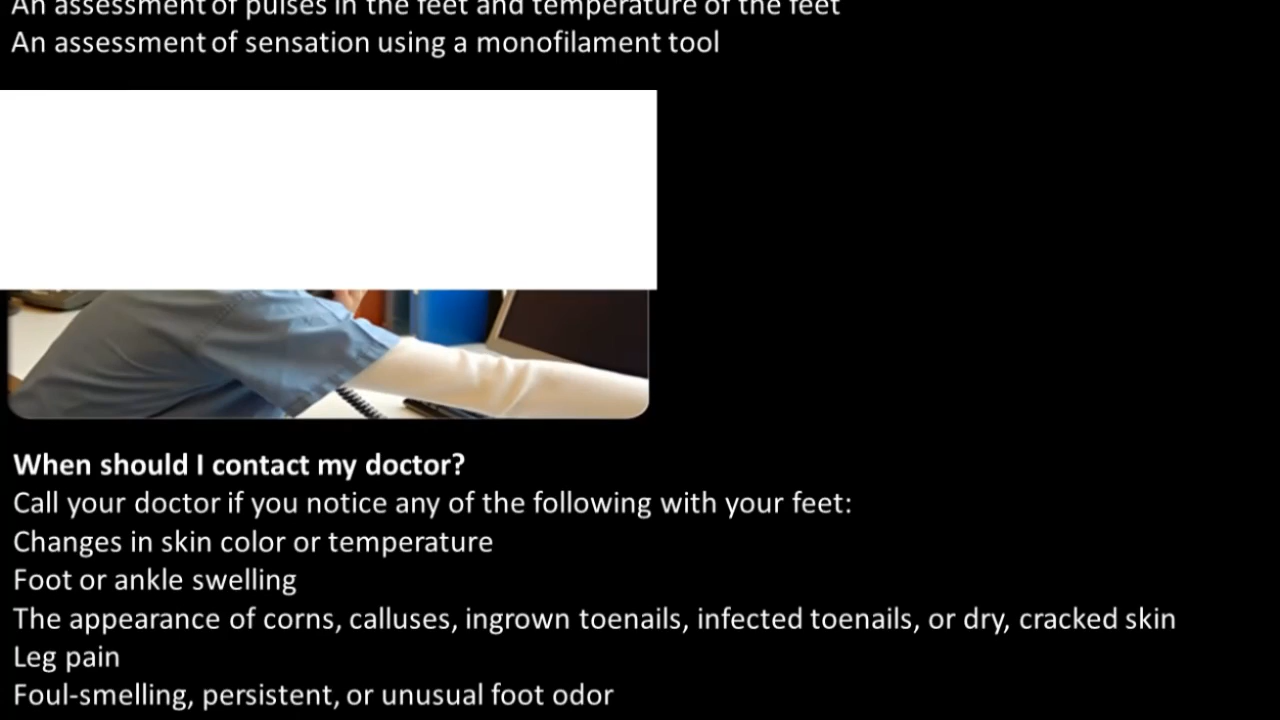 An assessment of pulses in the feet and temperature of the feet
An assessment of sensation using a monofilament tool
When should I contact my doctor?
Call your doctor if you notice any of the following with your feet:
Changes in skin color or temperature
Foot or ankle swelling
The appearance of corns, calluses, ingrown toenails, infected toenails, or dry, cracked skin
Leg pain
Foul-smelling, persistent, or unusual foot odor